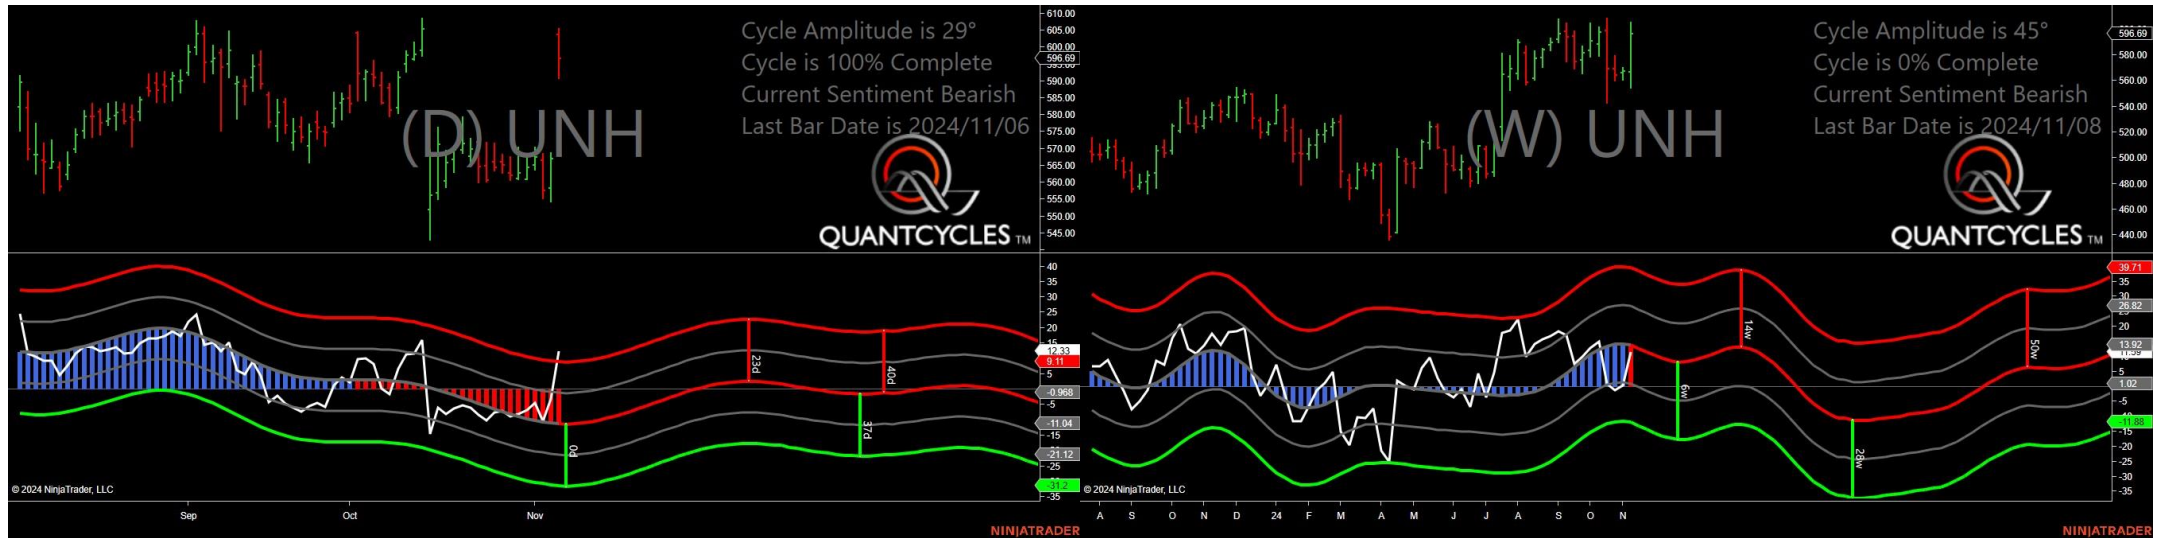 Cycle Amplitude is 29°
Cycle is 100% Complete
Current Sentiment Bearish
Last Bar Date is 2024/11/06
(D) UNH
QUANTCYCLES TM
610.00
605.00
600.00
596.69
590.00
585.00
580.00
575.00
570.00
565.00
560.00
555.00
550.00
545.00
40
35
30
25
20
15
12.33
9.11
-0.968
-5
-11.04
-15
-21.12
-25
-31.2
-35
23d
40d
37d
0d
© 2024 NinjaTrader, LLC
Sep Oct Nov
NINJATRADER
Cycle Amplitude is 45°
Cycle is 0% Complete
Current Sentiment Bearish
Last Bar Date is 2024/11/08
(W) UNH
QUANTCYCLES TM
596.69
580.00
560.00
540.00
520.00
500.00
480.00
460.00
440.00
39.71
35
26.82
20
13.92
11.59
5
1.02
-5
-11.88
-15
-20
-25
-30
-35
14w
50w
6w
28w
© 2024 NinjaTrader, LLC
A S O N D 24 F M A M J J A S O N
NINJATRADER